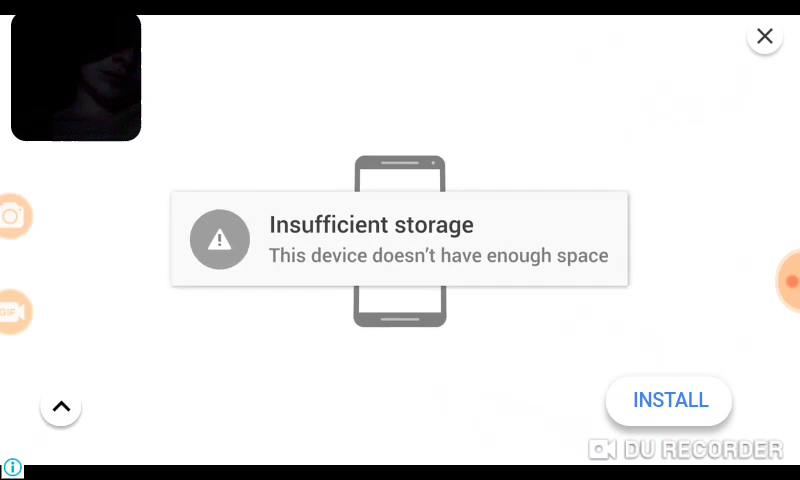 Insufficient storage
This device doesn't have enough space
GIF
INSTALL
DU RECORDER